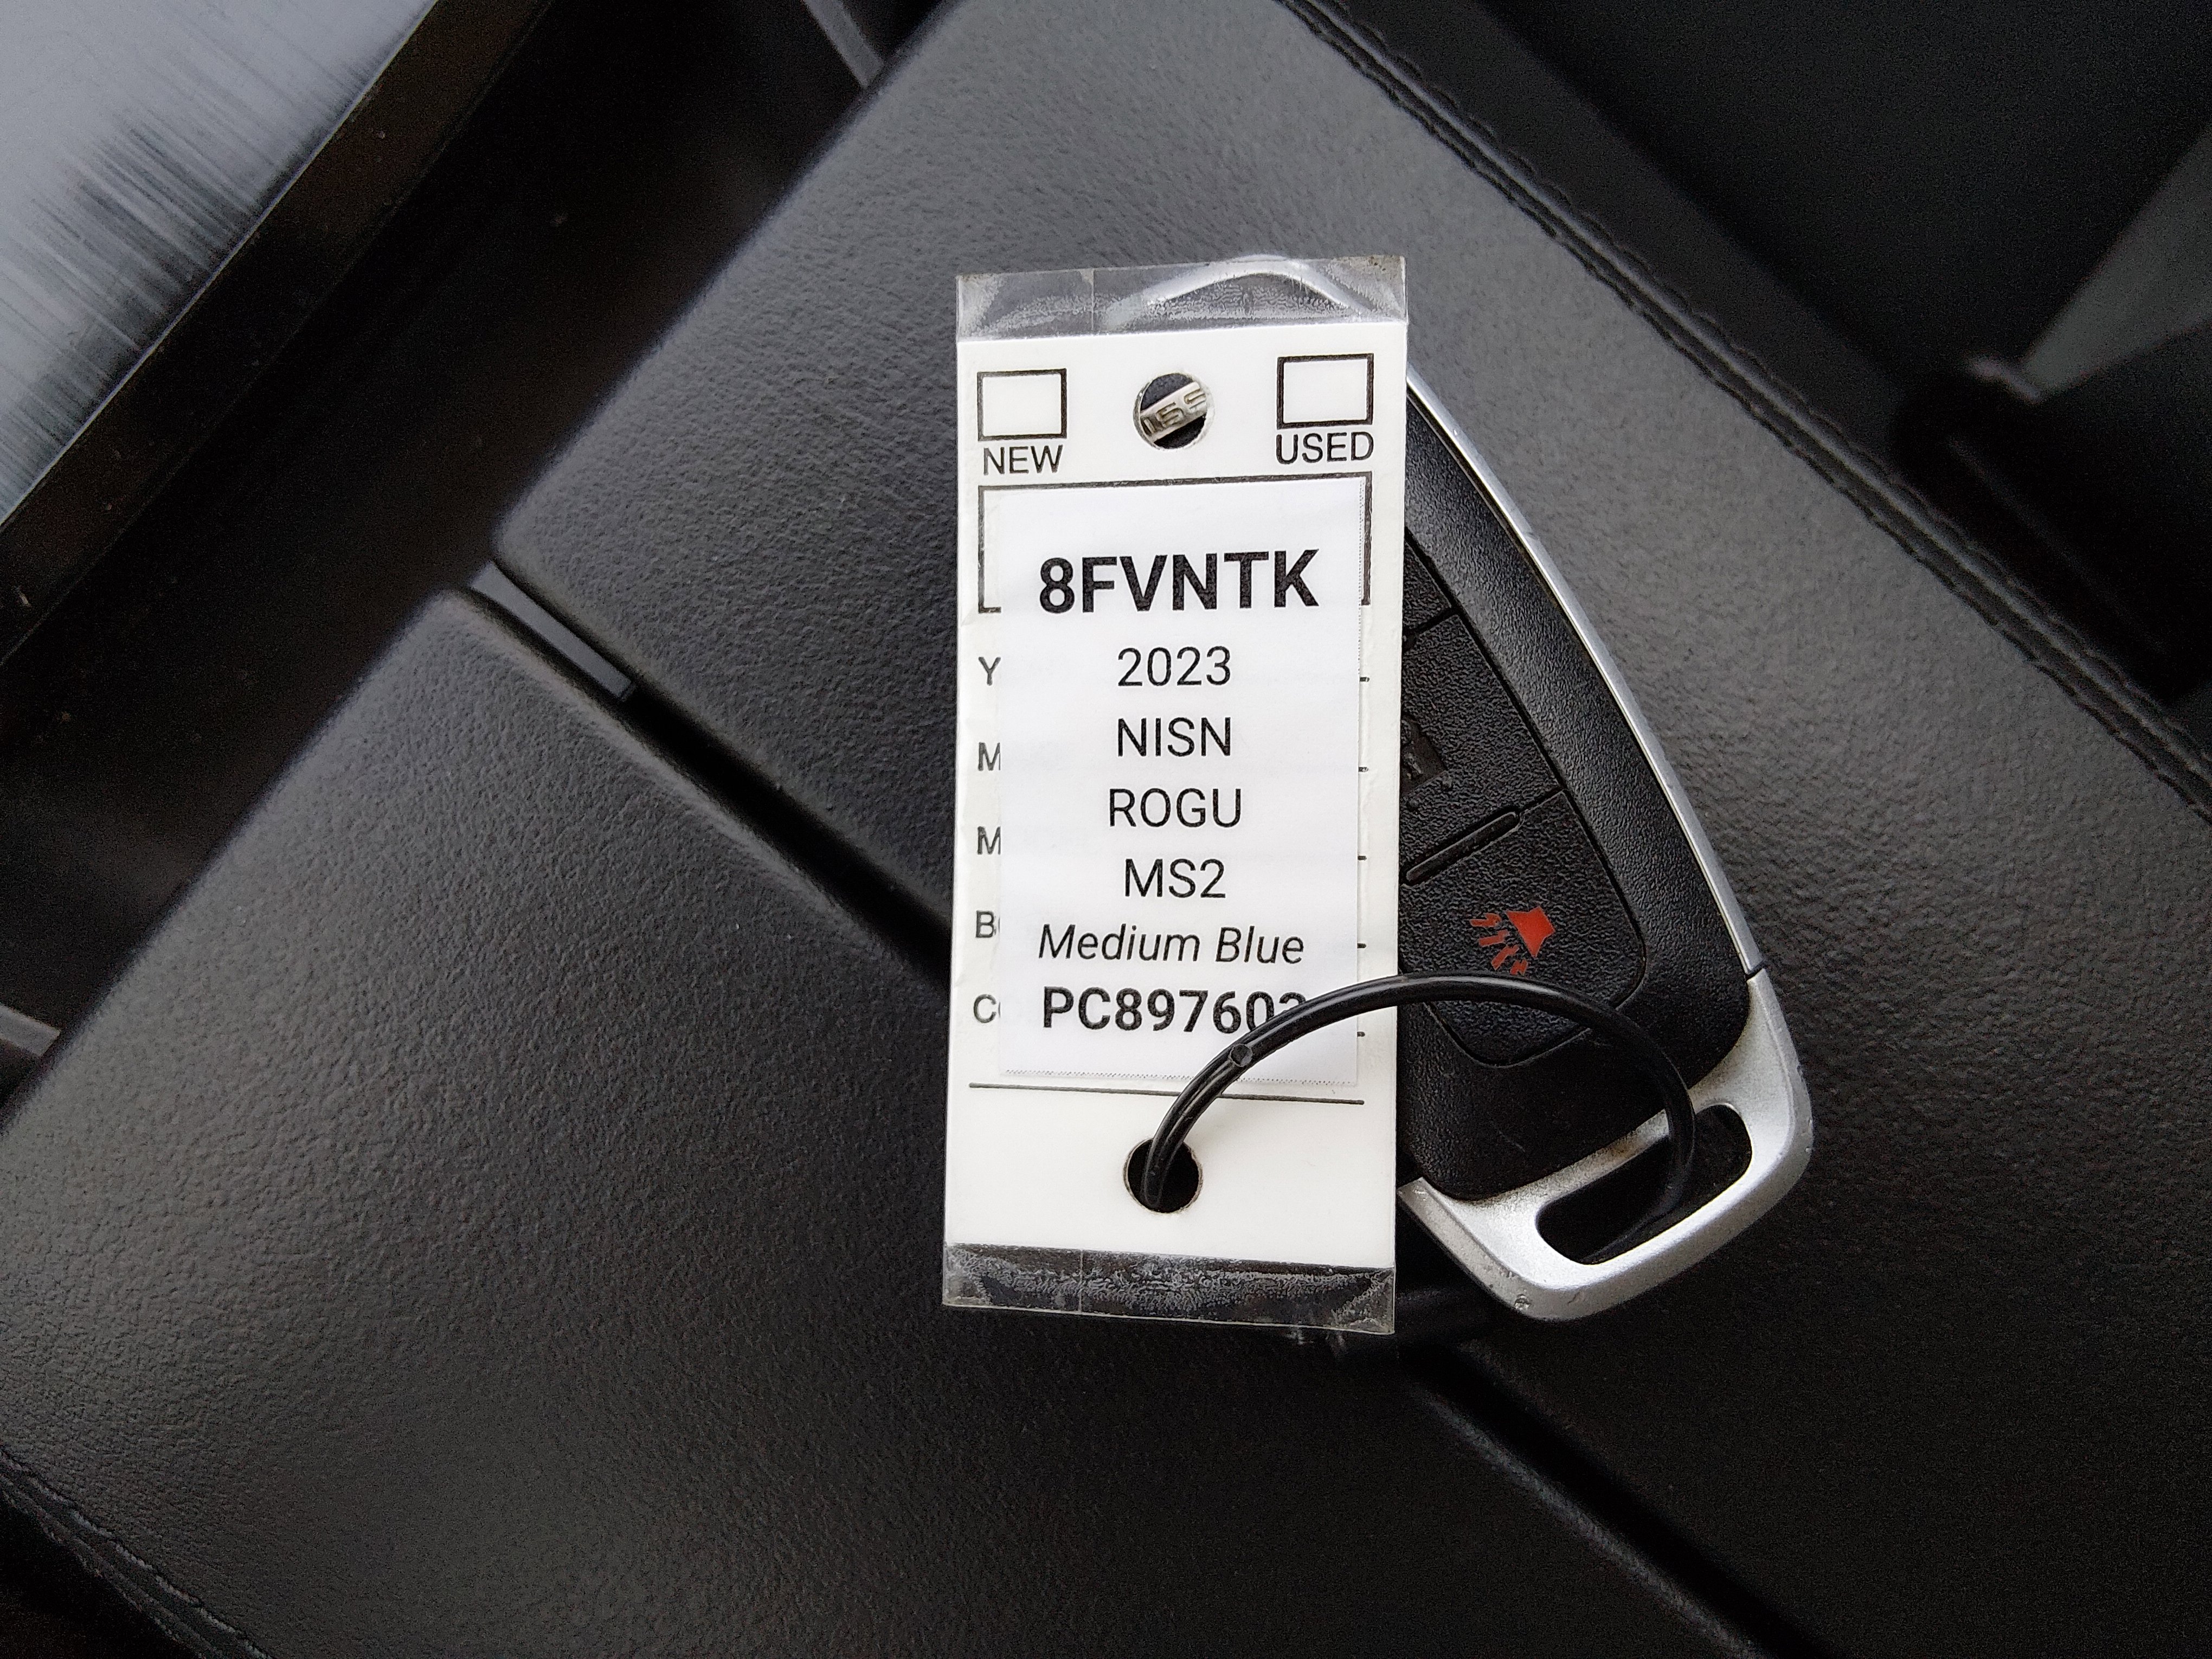 NEW
USED
8FVNTK
2023
NISN
ROGU
MS2
Medium Blue